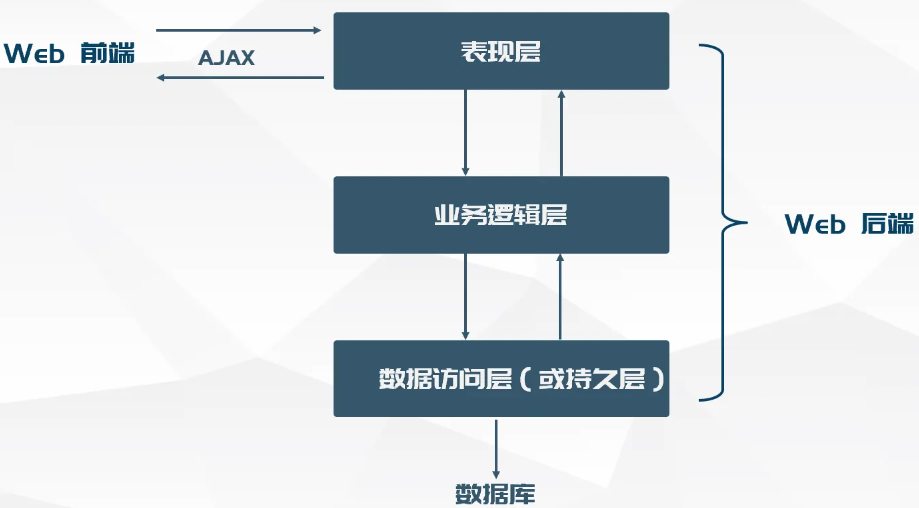 Web 前端
AJAX
表现层
业务逻辑层
Web 后端
数据访问层（或持久层）
数据库